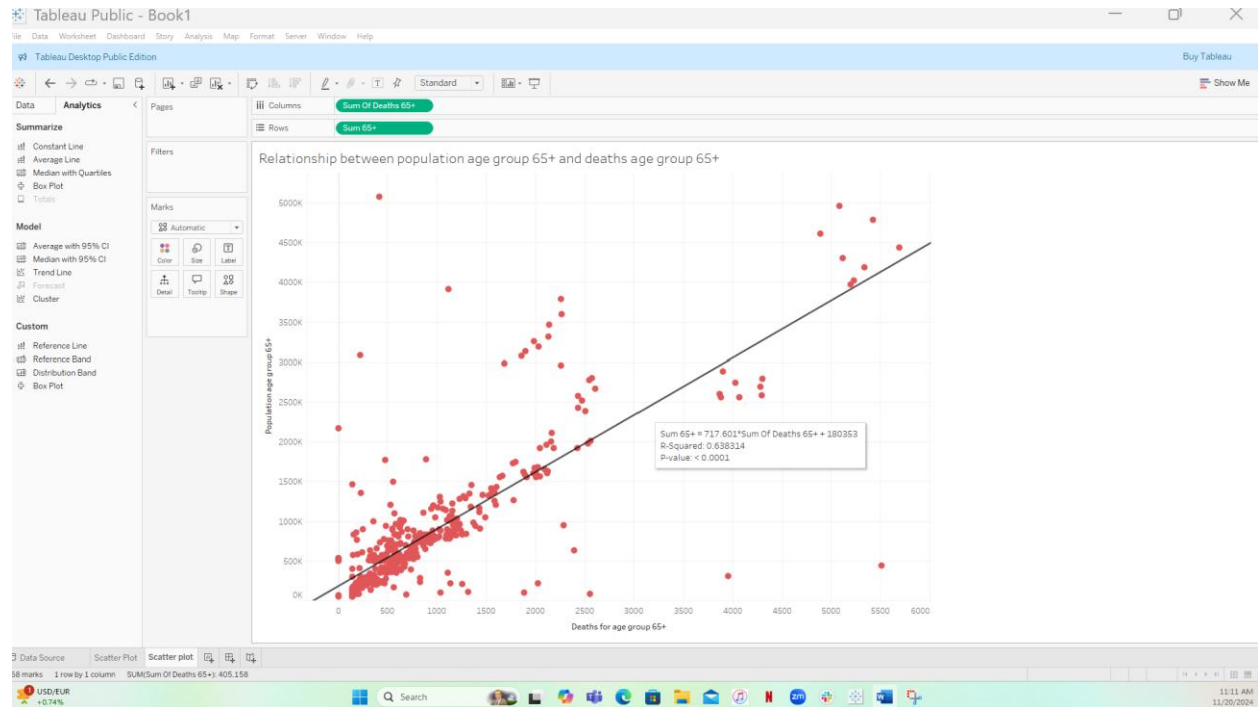 Tableau Public - Book1
File Data Worksheet Dashboard Story Analysis Map Format Server Window Help
Tableau Desktop Public Edition Buy Tableau
Standard Show Me
Data Analytics Pages Columns Sum Of Deaths 65+
Summarize Rows Sum 65+
Constant Line
Average Line
Median with Quartiles
Box Plot
Totals
Model
Average with 95% CI
Median with 95% CI
Trend Line
Forecast
Cluster
Custom
Reference Line
Reference Band
Distribution Band
Box Plot
Filters
Marks
Automatic
Color Size Label
Detail Tooltip Shape
Relationship between population age group 65+ and deaths age group 65+
Population age group 65+
5000K
4500K
4000K
3500K
3000K
2500K
2000K
1500K
1000K
500K
0K
Sum 65+ = 717.601*Sum Of Deaths 65+ + 180353
R-Squared: 0.638314
P-value: < 0.0001
0 500 1000 1500 2000 2500 3000 3500 4000 4500 5000 5500 6000
Deaths for age group 65+
Data Source Scatter Plot Scatter plot
68 marks 1 row by 1 column SUM(Sum Of Deaths 65+): 405.158
USD/EUR
+0.74%
Search
zm
11:11 AM
11/20/2024